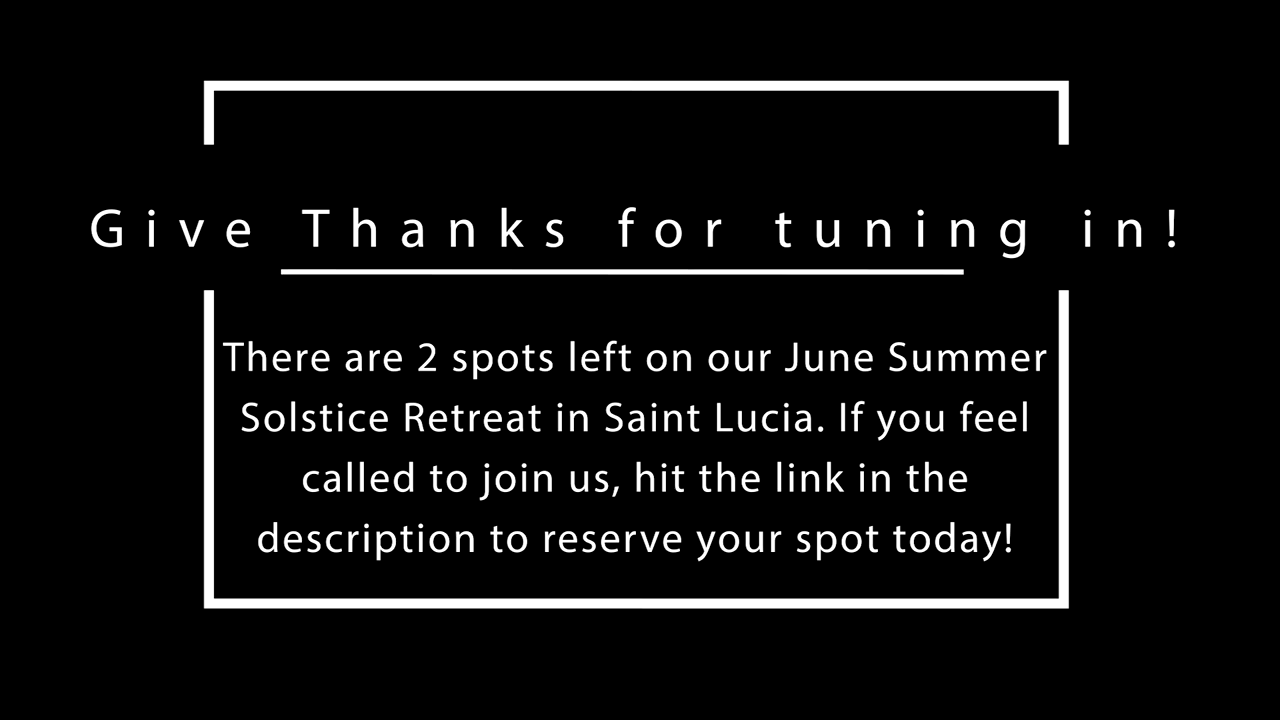 Give Thanks for tuning in!
There are 2 spots left on our June Summer
Solstice Retreat in Saint Lucia. If you feel
called to join us, hit the link in the
description to reserve your spot today!